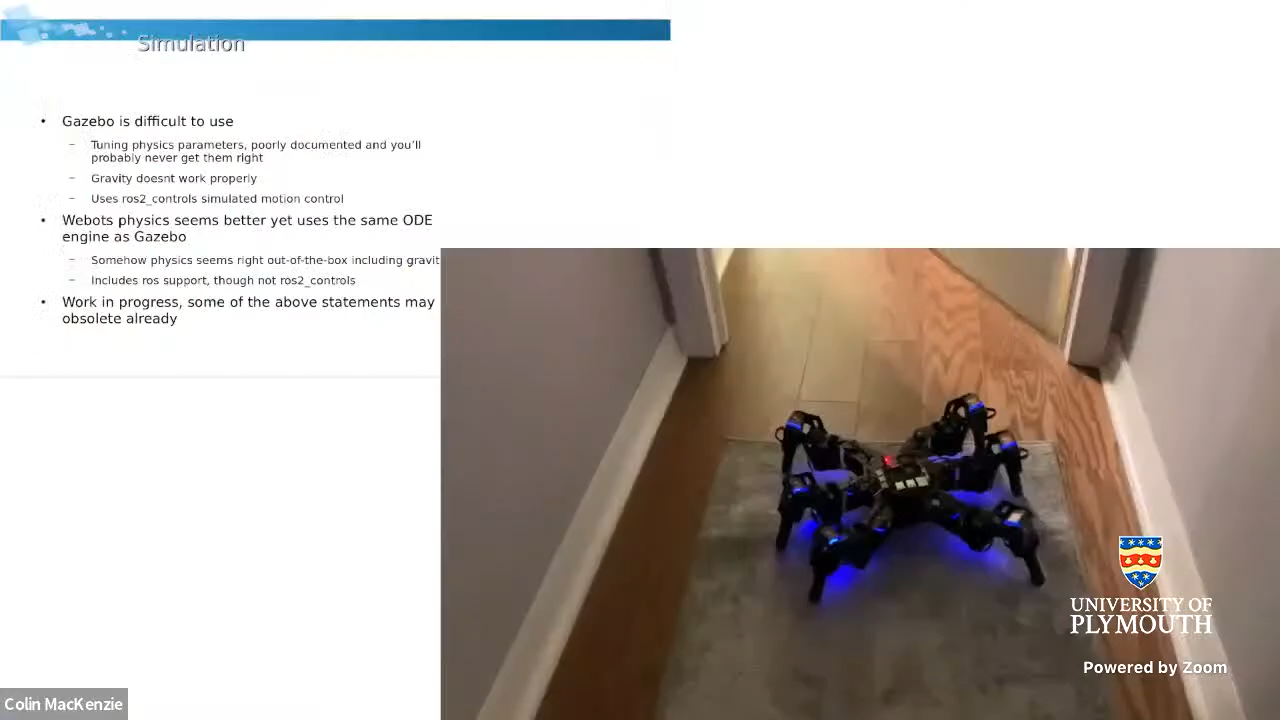 Simulation
• Gazebo is difficult to use
– Tuning physics parameters, poorly documented and you'll
probably never get them right
– Gravity doesnt work properly
– Uses ros2_controls simulated motion control
• Webots physics seems better yet uses the same ODE
engine as Gazebo
– Somehow physics seems right out-of-the-box including gravit
– Includes ros support, though not ros2_controls
• Work in progress, some of the above statements may
obsolete already
UNIVERSITY OF
PLYMOUTH
Powered by Zoom
Colin MacKenzie